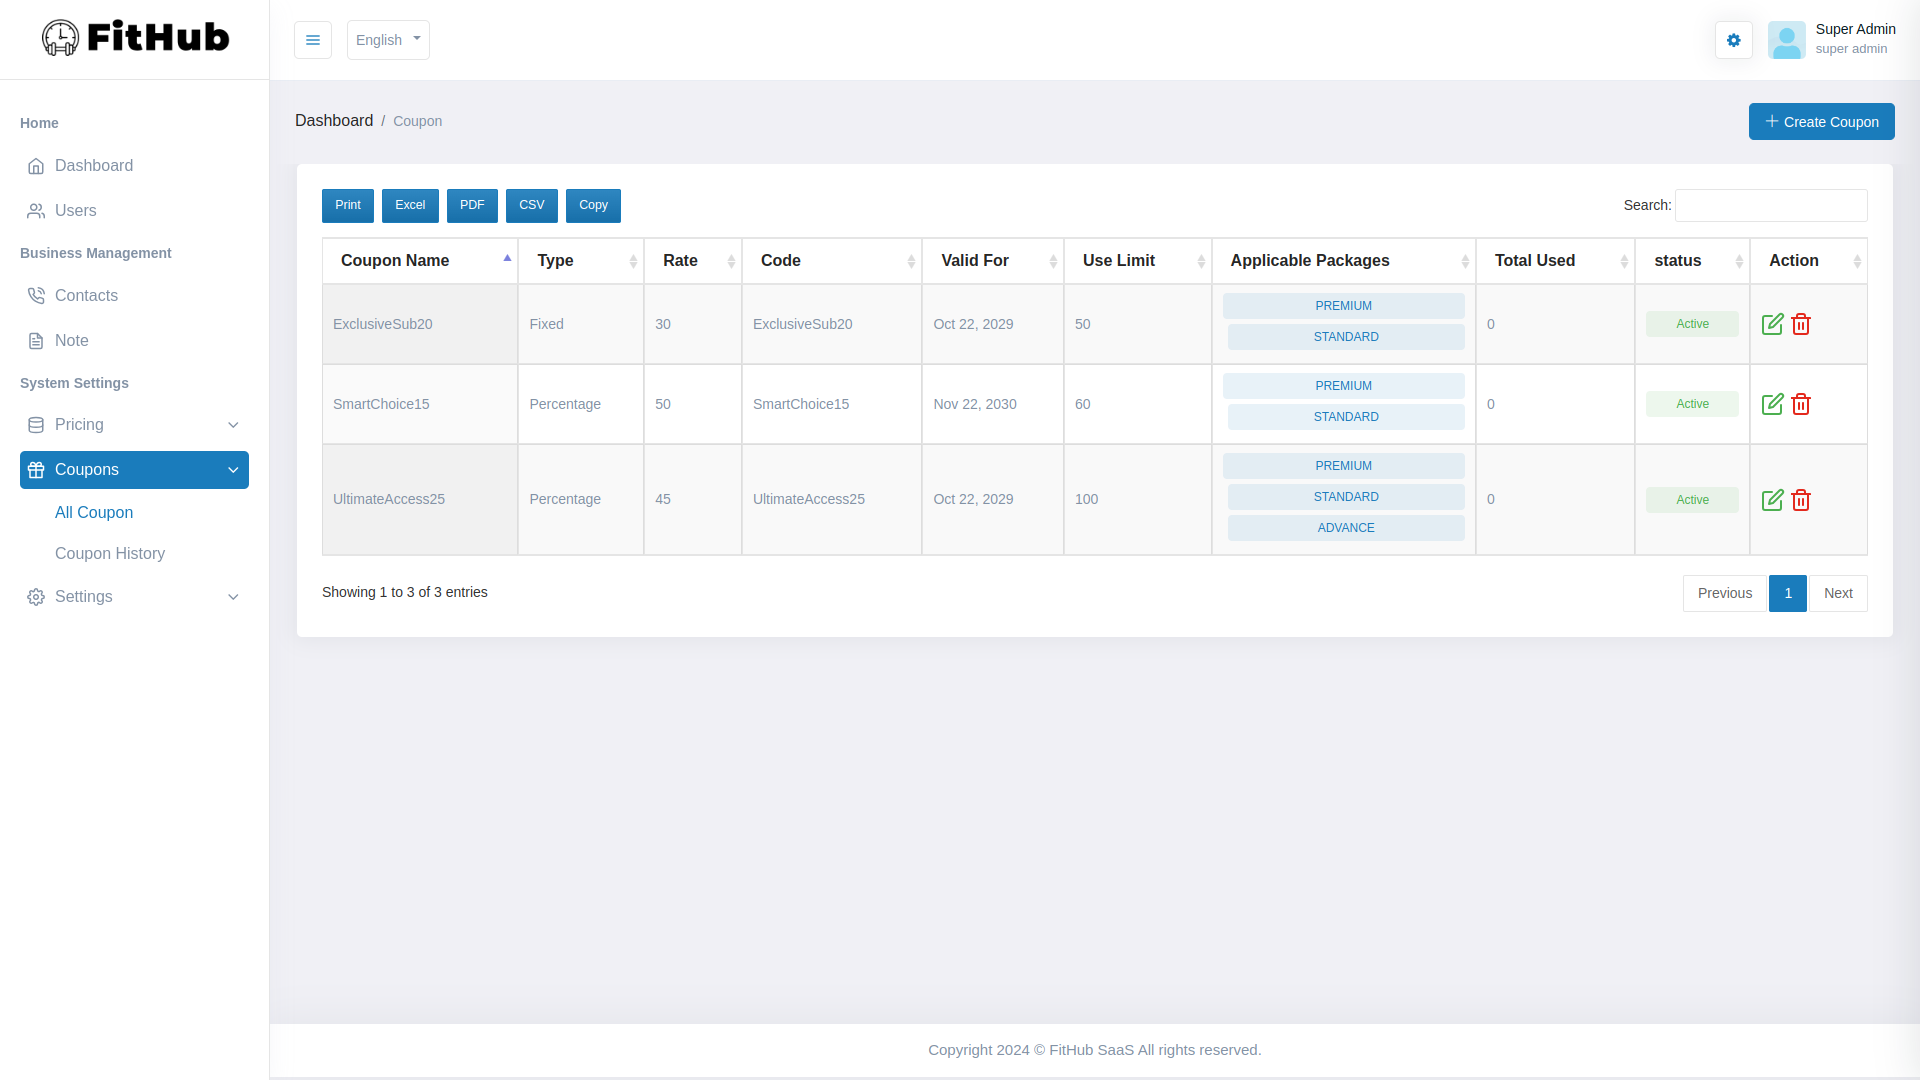 FitHub
English
Super Admin
super admin
Home
Dashboard
Users
Business Management
Contacts
Note
System Settings
Pricing
Coupons
All Coupon
Coupon History
Settings
Dashboard / Coupon
Create Coupon
Print Excel PDF CSV Copy
Search:
Coupon Name Type Rate Code Valid For Use Limit Applicable Packages Total Used status Action
ExclusiveSub20 Fixed 30 ExclusiveSub20 Oct 22, 2029 50 PREMIUM STANDARD 0 Active
SmartChoice15 Percentage 50 SmartChoice15 Nov 22, 2030 60 PREMIUM STANDARD 0 Active
UltimateAccess25 Percentage 45 UltimateAccess25 Oct 22, 2029 100 PREMIUM STANDARD ADVANCE 0 Active
Showing 1 to 3 of 3 entries
Previous 1 Next
Copyright 2024 © FitHub SaaS All rights reserved.